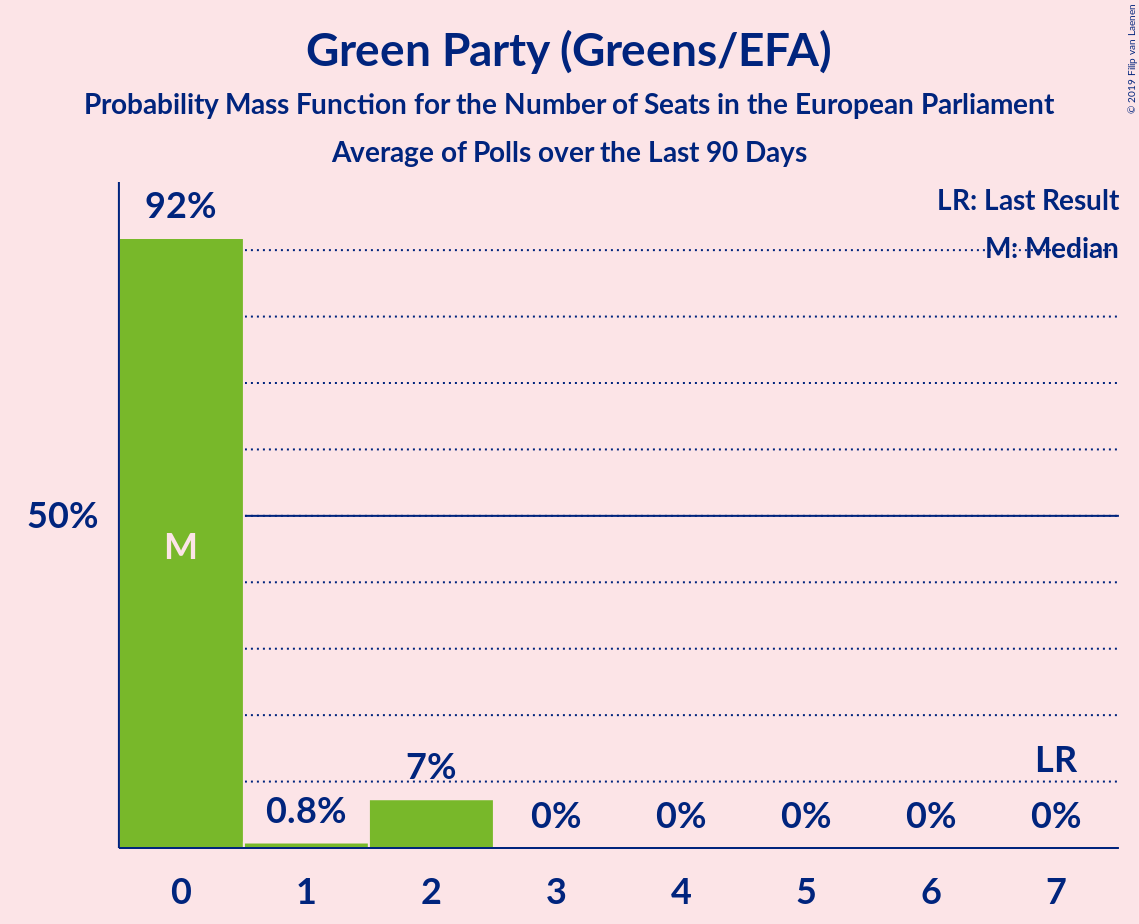 Green Party (Greens/EFA)
Probability Mass Function for the Number of Seats in the European Parliament
Average of Polls over the Last 90 Days
© 2019 Filip van Laenen
LR: Last Result
M: Median
92%
50%
M
0.8%
7%
0%
0%
0%
0%
LR
0%
0 1 2 3 4 5 6 7